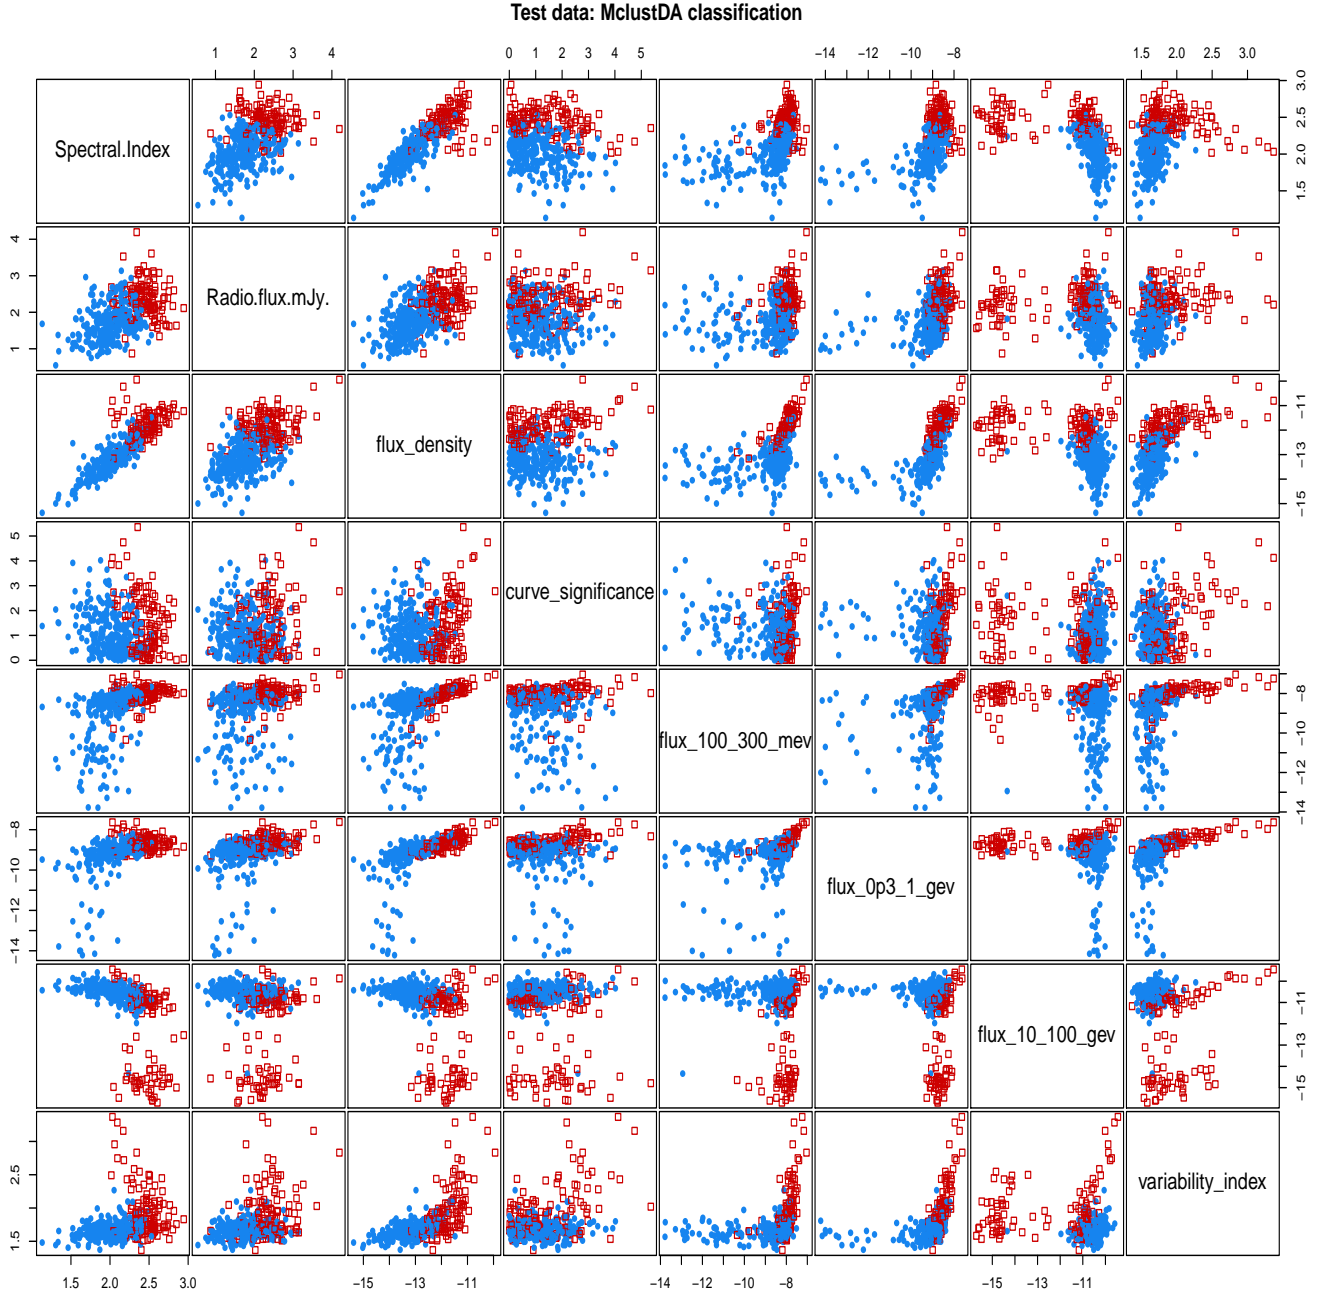 Test data: MclustDA classification
1 2 3 4 0 1 2 3 4 5 −14 −12 −10 −8 1.5 2.0 2.5 3.0
Spectral.Index
1.5 2.0 2.5 3.0
1 2 3 4
Radio.flux.mJy.
flux_density
−15 −13 −11
0 1 2 3 4 5
curve_significance
flux_100_300_mev
−14 −12 −10 −8
−14 −12 −10 −8
flux_0p3_1_gev
flux_10_100_gev
−15 −13 −11
1.5 2.5
variability_index
1.5 2.0 2.5 3.0 −15 −13 −11 −14 −12 −10 −8 −15 −13 −11